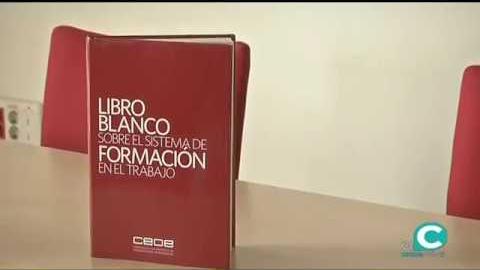 LIBRO
BLANCO
SOBRE EL SISTEMA DE
FORMACIÓN
EN EL TRABAJO
CEOE